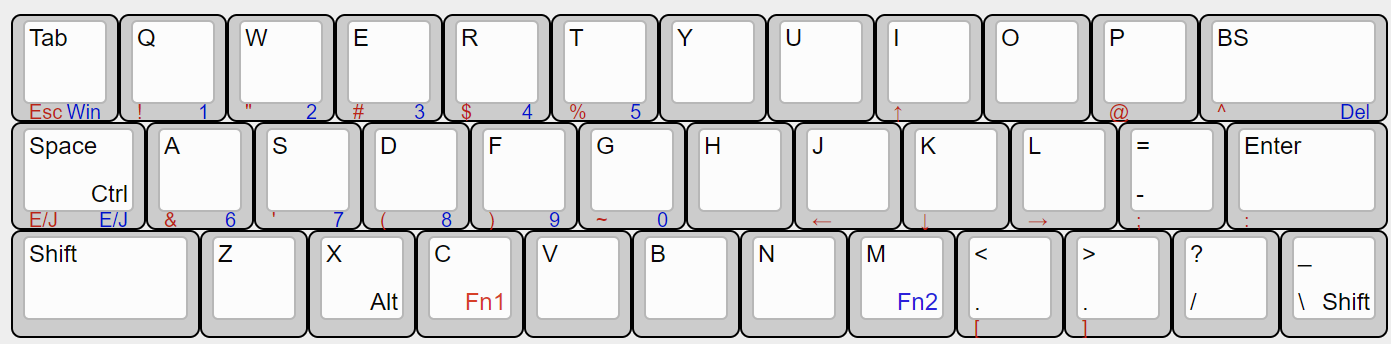 Tab Q W E R T Y U I O P BS
Esc Win ! 1 " 2 # 3 $ 4 % 5 ↑ @ ^ Del
Space A S D F G H J K L = Enter
Ctrl -
E/J E/J & 6 ' 7 ( 8 ) 9 ~ 0 ← ↓ → : :
Shift Z X C V B N M < > ? _
Alt Fn1 Fn2 . . / \ Shift
[ ]